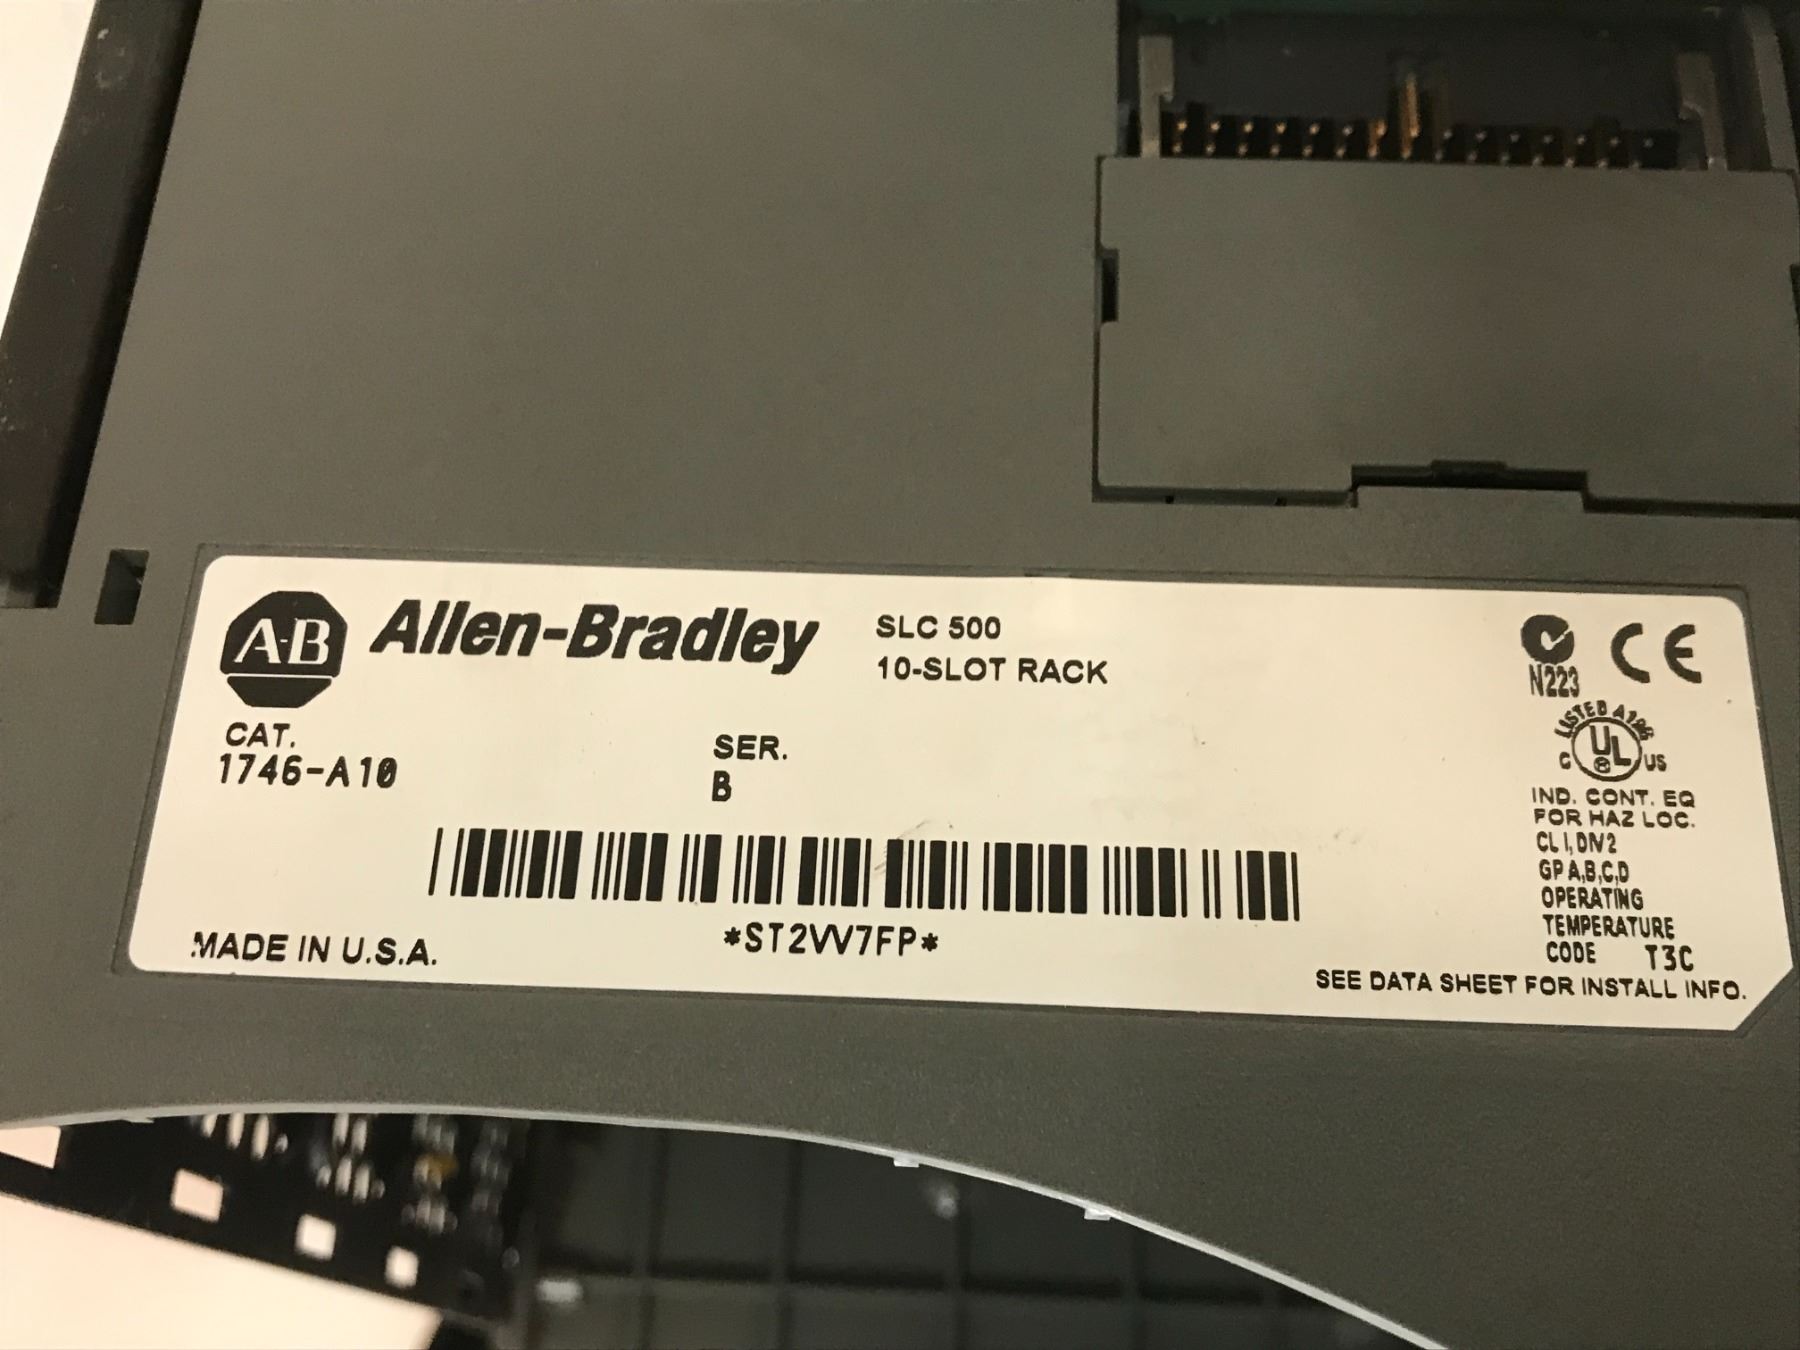 A-B Allen-Bradley
SLC 500
10-SLOT RACK
CAT.
1746-A10
SER.
B
*ST2VV7FP*
MADE IN U.S.A.
N223
CE
LISTED A196
C UL US
IND. CONT. EQ
FOR HAZ LOC.
CL I, DIV 2
GP A,B,C,D
OPERATING
TEMPERATURE
CODE T3C
SEE DATA SHEET FOR INSTALL INFO.